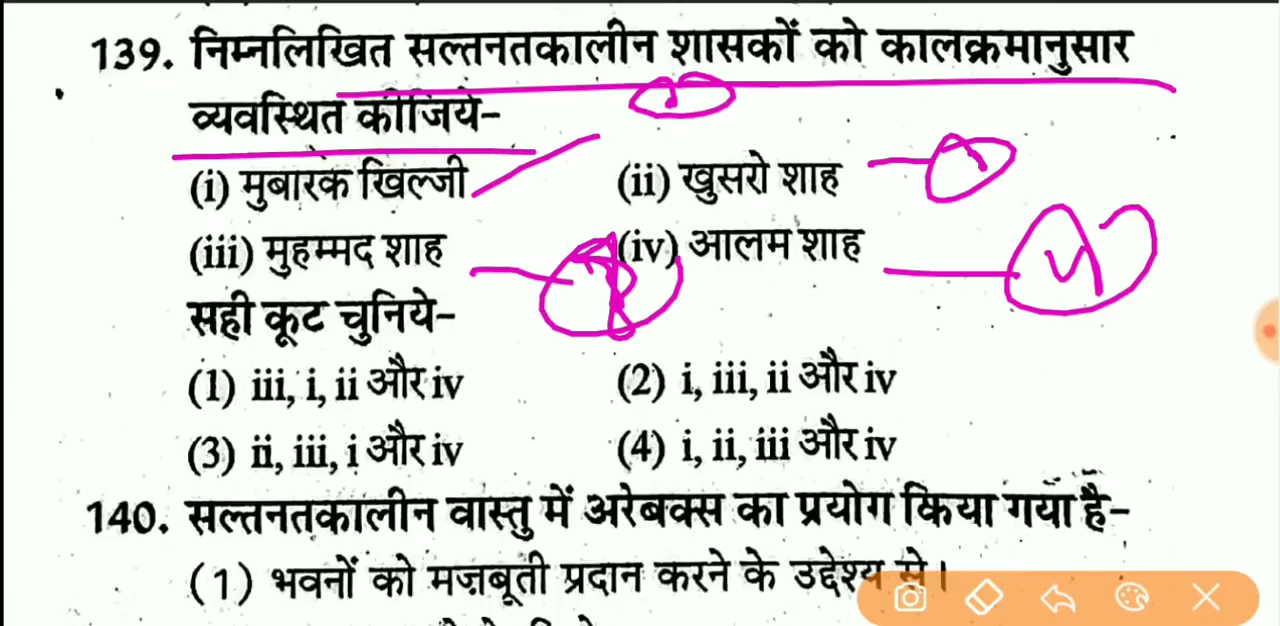 139. निम्नलिखित सल्तनतकालीन शासकों को कालक्रमानुसार
व्यवस्थित कीजिये-
(i) मुबारक खिल्जी (ii) खुसरो शाह
(iii) मुहम्मद शाह (iv) आलम शाह
सही कूट चुनिये-
(1) iii, i, ii और iv (2) i, iii, ii और iv
(3) ii, iii, i और iv (4) i, ii, iii और iv
140. सल्तनतकालीन वास्तु में अरेबक्स का प्रयोग किया गया है-
(1) भवनों को मज़बूती प्रदान करने के उद्देश्य से।